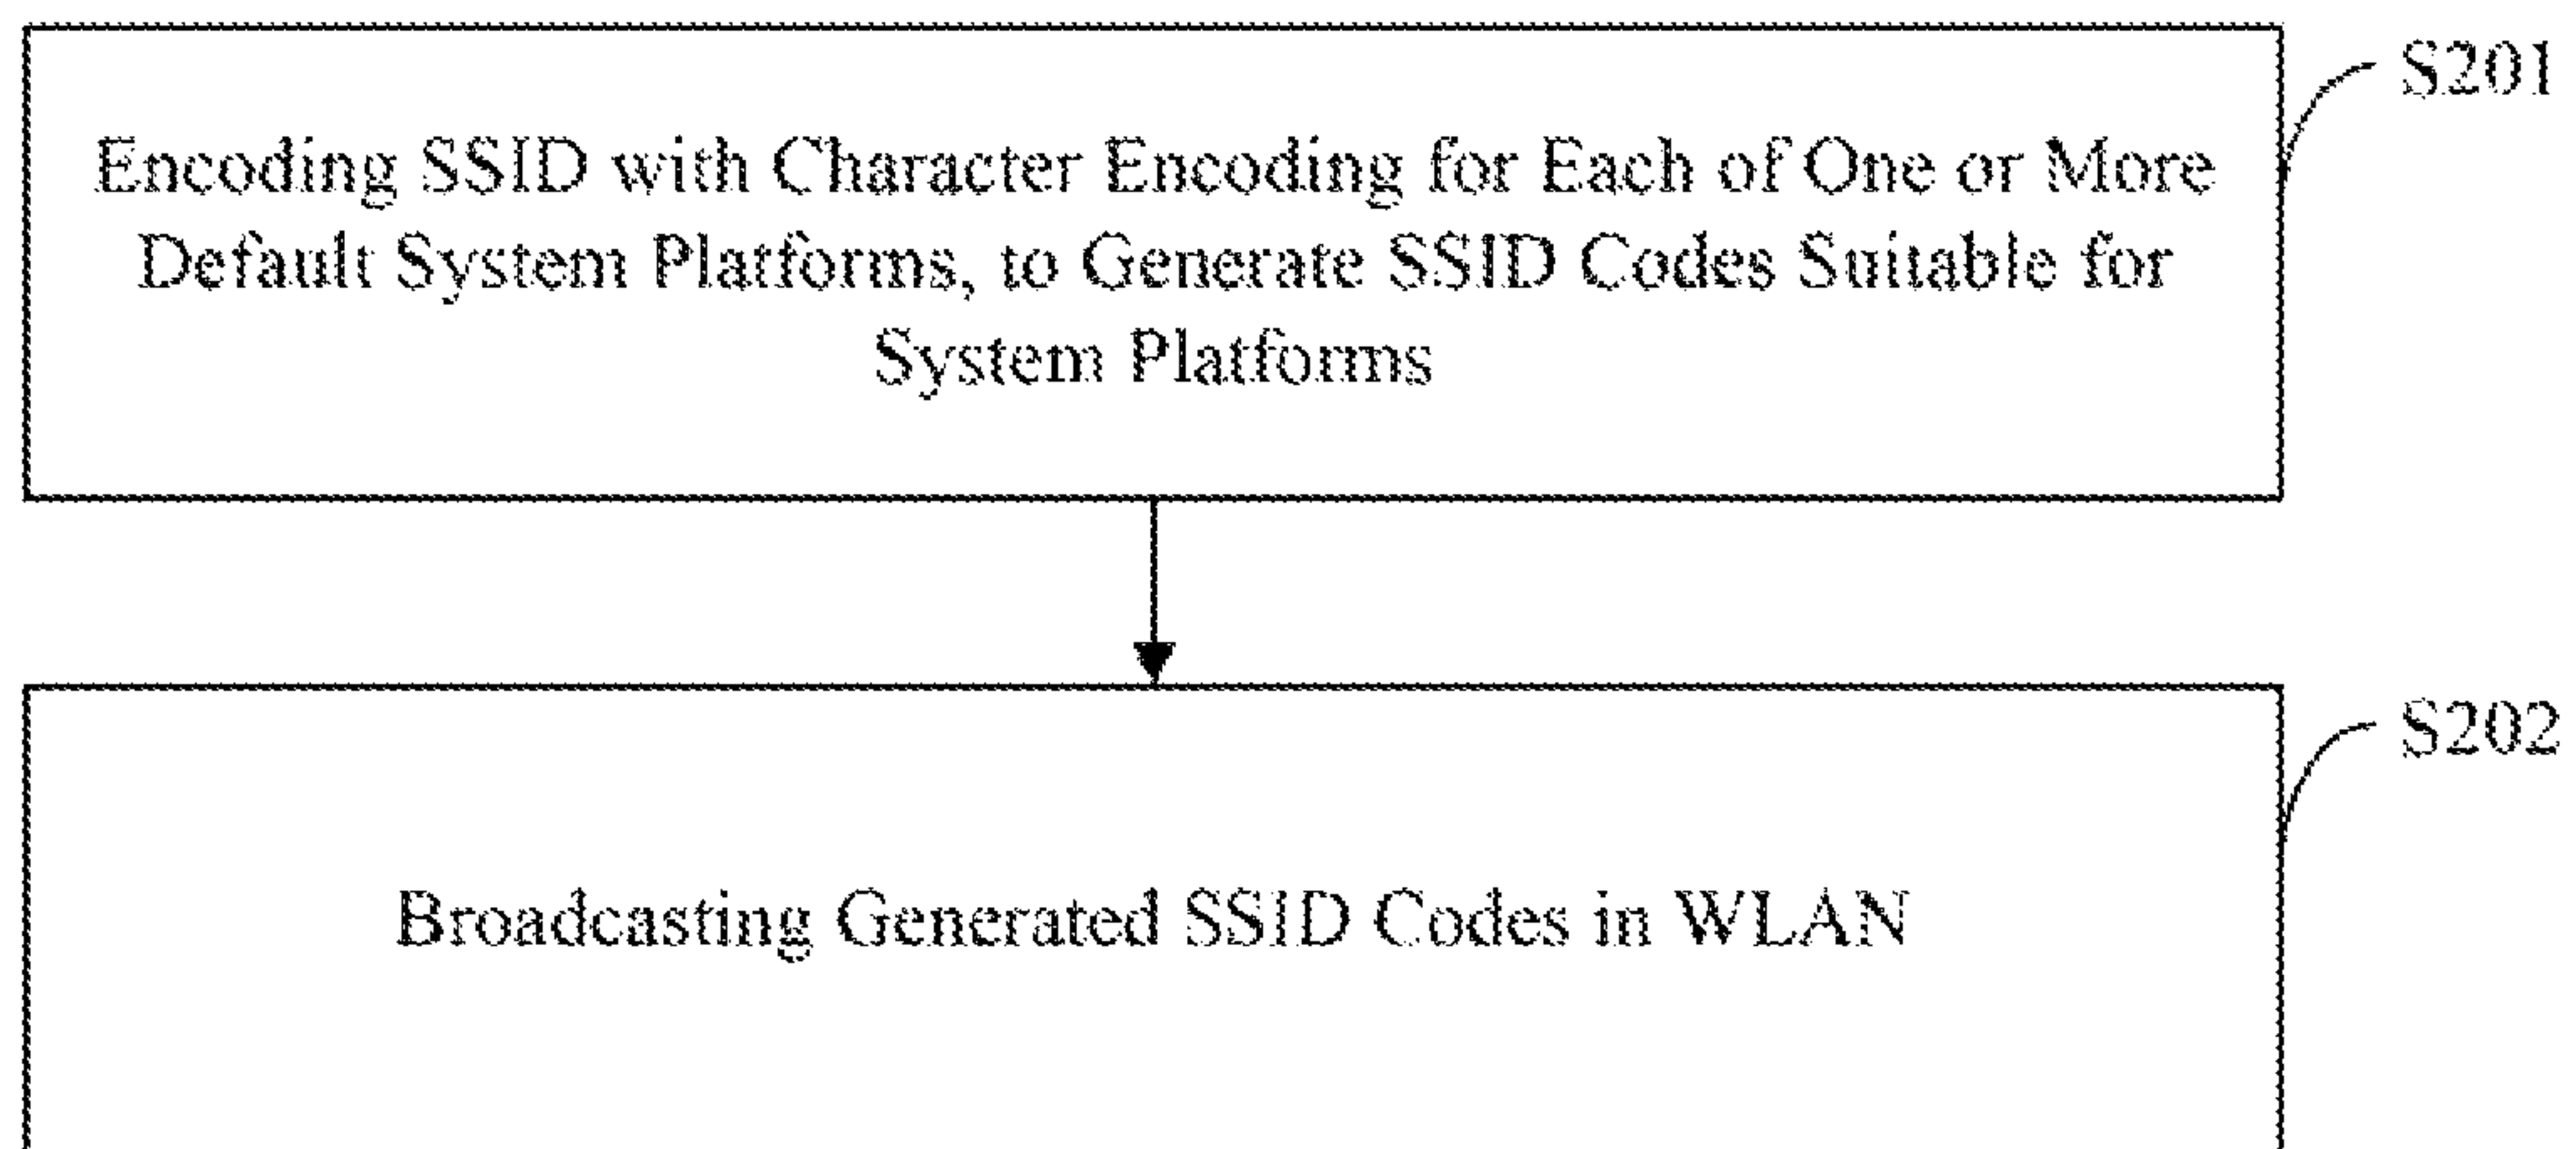 S201
Encoding SSID with Character Encoding for Each of One or More
Default System Platforms, to Generate SSID Codes Suitable for
System Platforms
S202
Broadcasting Generated SSID Codes in WLAN